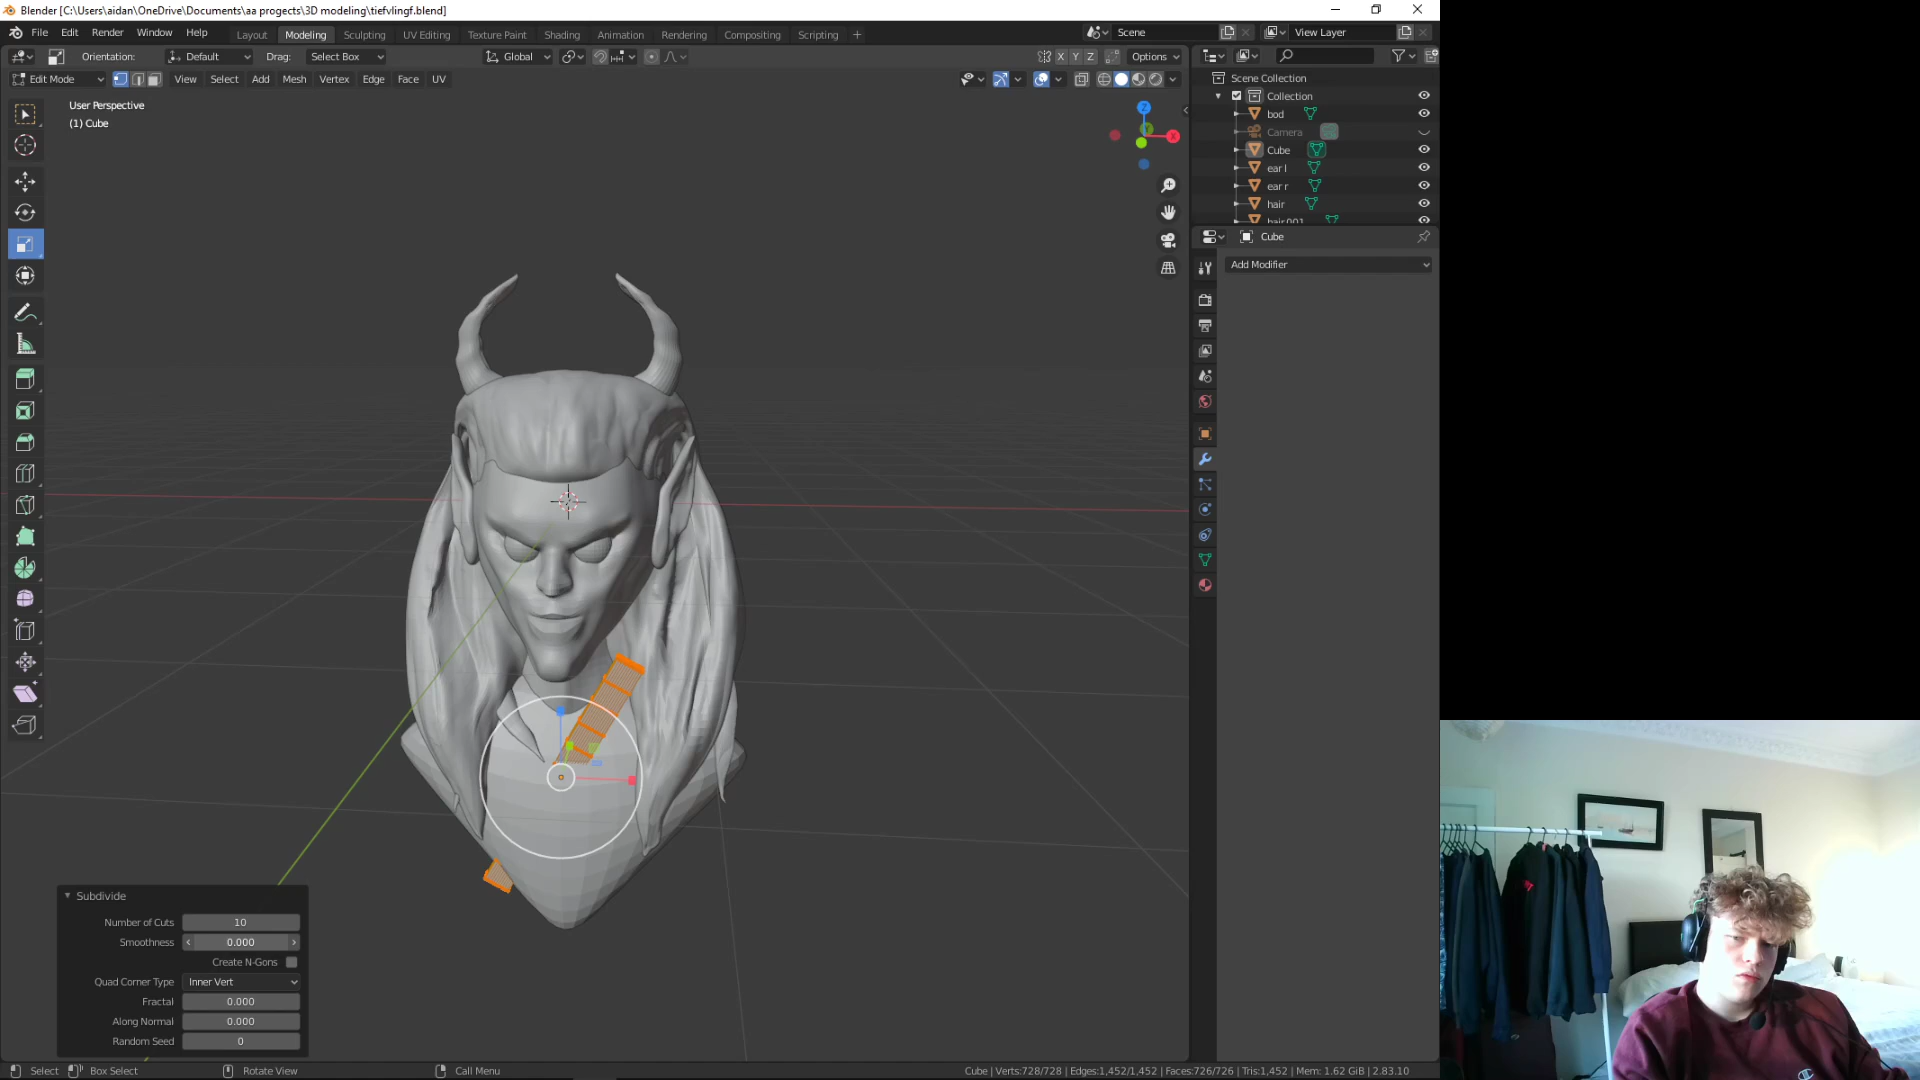 Blender [C:\Users\aidan\OneDrive\Documents\aa progects\3D modeling\tiefvlingf.blend]
File Edit Render Window Help
Layout Modeling Sculpting UV Editing Texture Paint Shading Animation Rendering Compositing Scripting +
Scene
View Layer
Orientation: Default Drag: Select Box
Global
X Y Z Options
Edit Mode View Select Add Mesh Vertex Edge Face UV
User Perspective
(1) Cube
Z
X
Scene Collection
Collection
bod
Camera
Cube
ear l
ear r
hair
hair.001
Cube
Add Modifier
Subdivide
Number of Cuts 10
Smoothness 0.000
Create N-Gons
Quad Corner Type Inner Vert
Fractal 0.000
Along Normal 0.000
Random Seed 0
Select Box Select Rotate View Call Menu
Cube | Verts:728/728 | Edges:1,452/1,452 | Faces:726/726 | Tris:1,452 | Mem: 1.62 GiB | 2.83.10